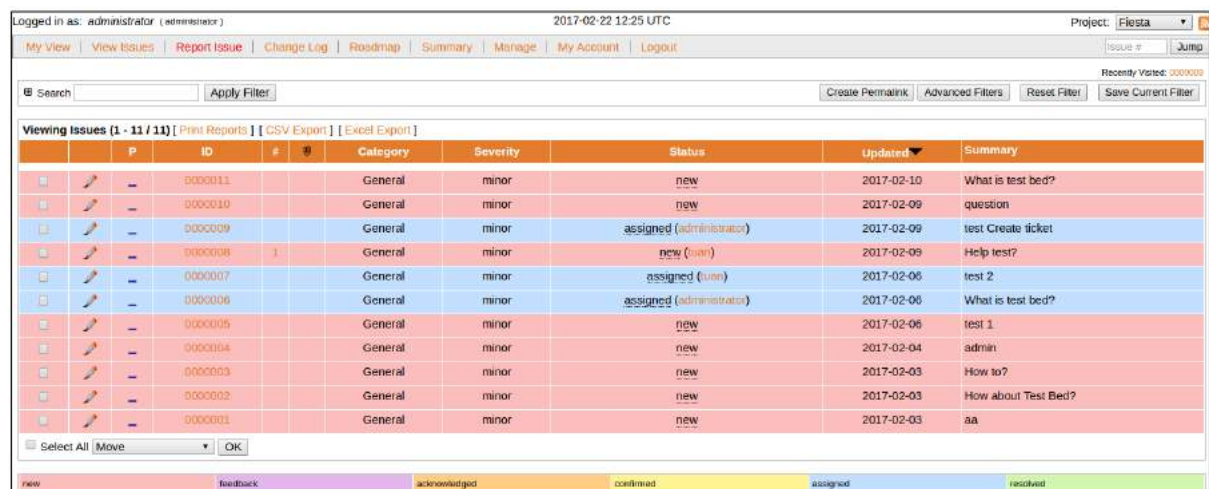 Logged in as: administrator (administrator) 2017-02-22 12:25 UTC Project: Fiesta
My View | View Issues | Report Issue | Change Log | Roadmap | Summary | Manage | My Account | Logout Issue # Jump
Recently Visited: 0000009
Search Apply Filter Create Permalink Advanced Filters Reset Filter Save Current Filter
Viewing Issues (1 - 11 / 11) [ Print Reports ] [ CSV Export ] [ Excel Export ]
P ID # Category Severity Status Updated Summary
0000011 General minor new 2017-02-10 What is test bed?
0000010 General minor new 2017-02-09 question
0000009 General minor assigned (administrator) 2017-02-09 test Create ticket
0000008 1 General minor new (tuan) 2017-02-09 Help test?
0000007 General minor assigned (tuan) 2017-02-06 test 2
0000006 General minor assigned (administrator) 2017-02-06 What is test bed?
0000005 General minor new 2017-02-06 test 1
0000004 General minor new 2017-02-04 admin
0000003 General minor new 2017-02-03 How to?
0000002 General minor new 2017-02-03 How about Test Bed?
0000001 General minor new 2017-02-03 aa
Select All Move OK
new feedback acknowledged confirmed assigned resolved